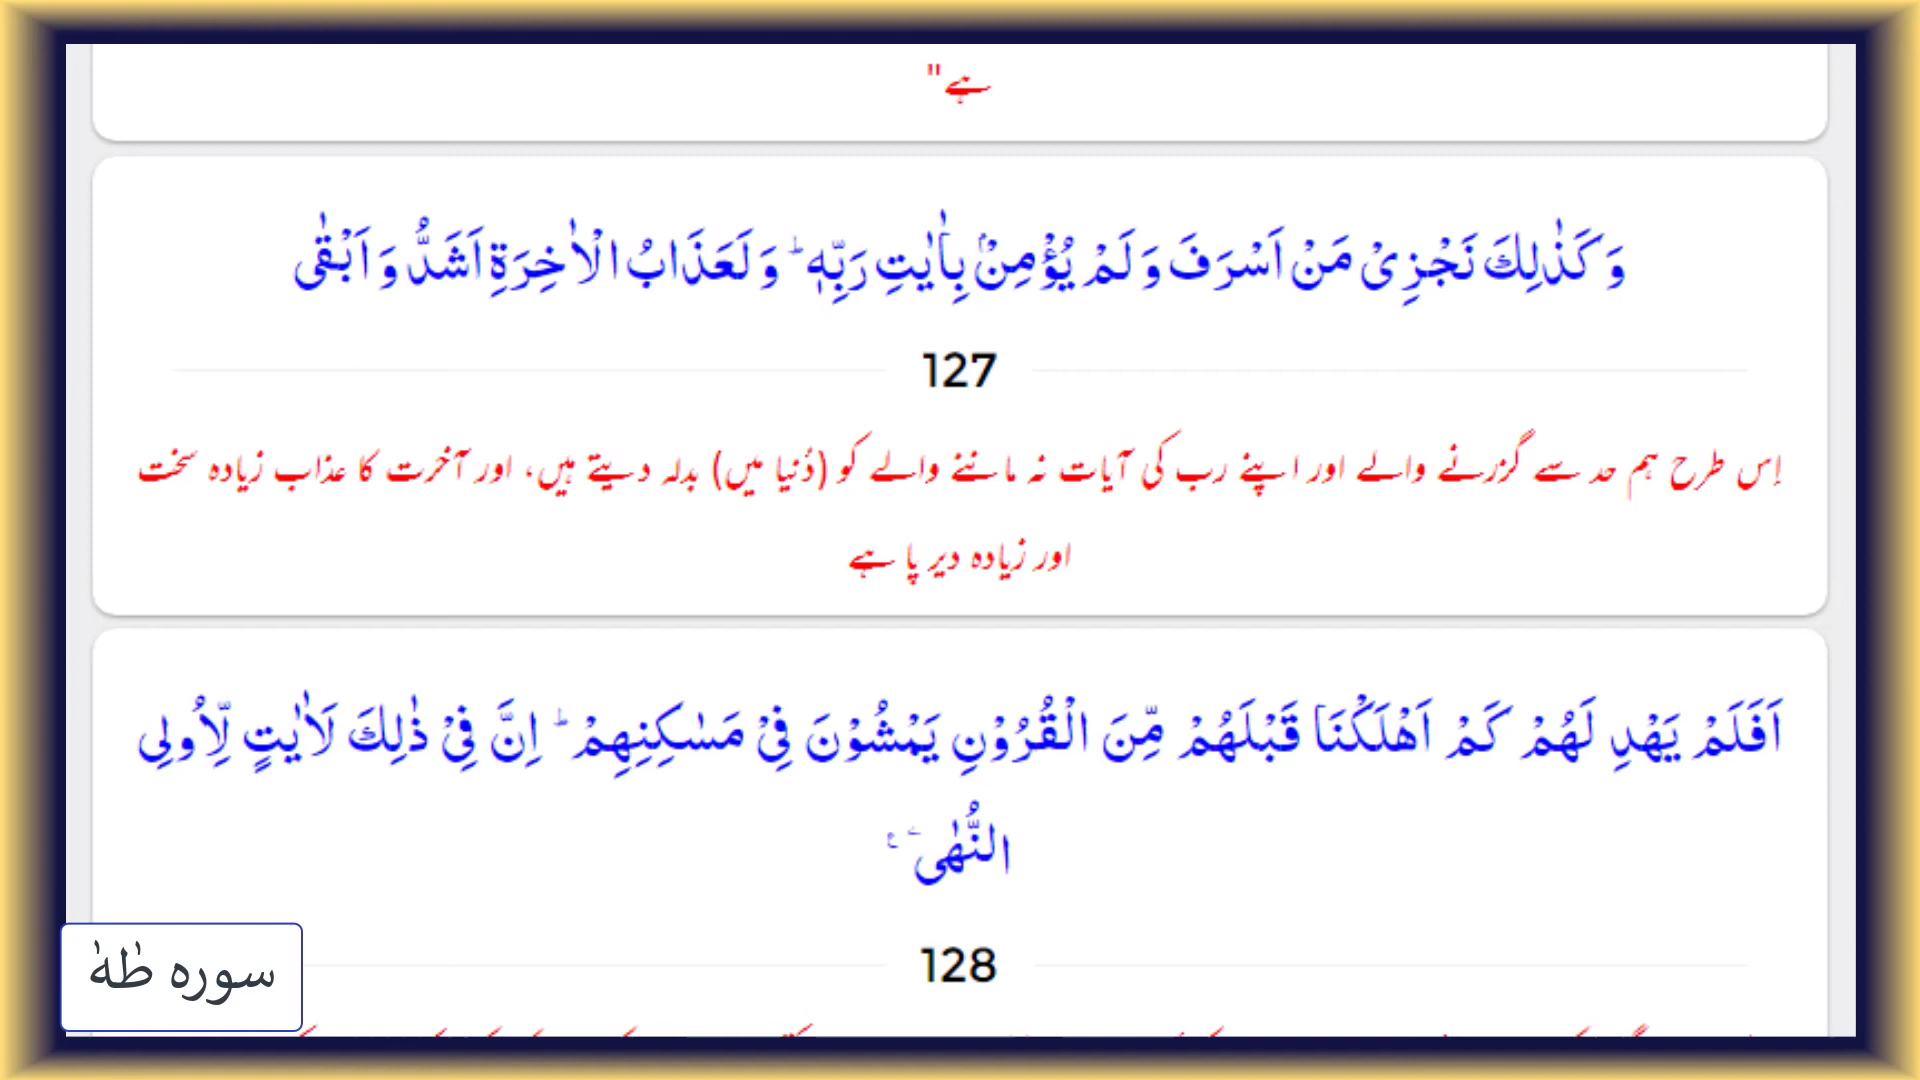 ہے"
وَكَذٰلِكَ نَجْزِیْ مَنْ اَسْرَفَ وَلَمْ یُؤْمِنْۢ بِاٰیٰتِ رَبِّهٖ ؕ وَلَعَذَابُ الْاٰخِرَةِ اَشَدُّ وَاَبْقٰی
127
اِس طرح ہم حد سے گزرنے والے اور اپنے رب کی آیات نہ ماننے والے کو (دُنیا میں) بدلہ دیتے ہیں، اور آخرت کا عذاب زیادہ سخت
اور زیادہ دیر پا ہے
اَفَلَمْ یَهْدِ لَهُمْ كَمْ اَهْلَكْنَا قَبْلَهُمْ مِّنَ الْقُرُوْنِ یَمْشُوْنَ فِیْ مَسٰكِنِهِمْ ؕ اِنَّ فِیْ ذٰلِكَ لَاٰیٰتٍ لِّاُولِی
النُّهٰی ۠ ۧ
128
سورہ طٰهٰ